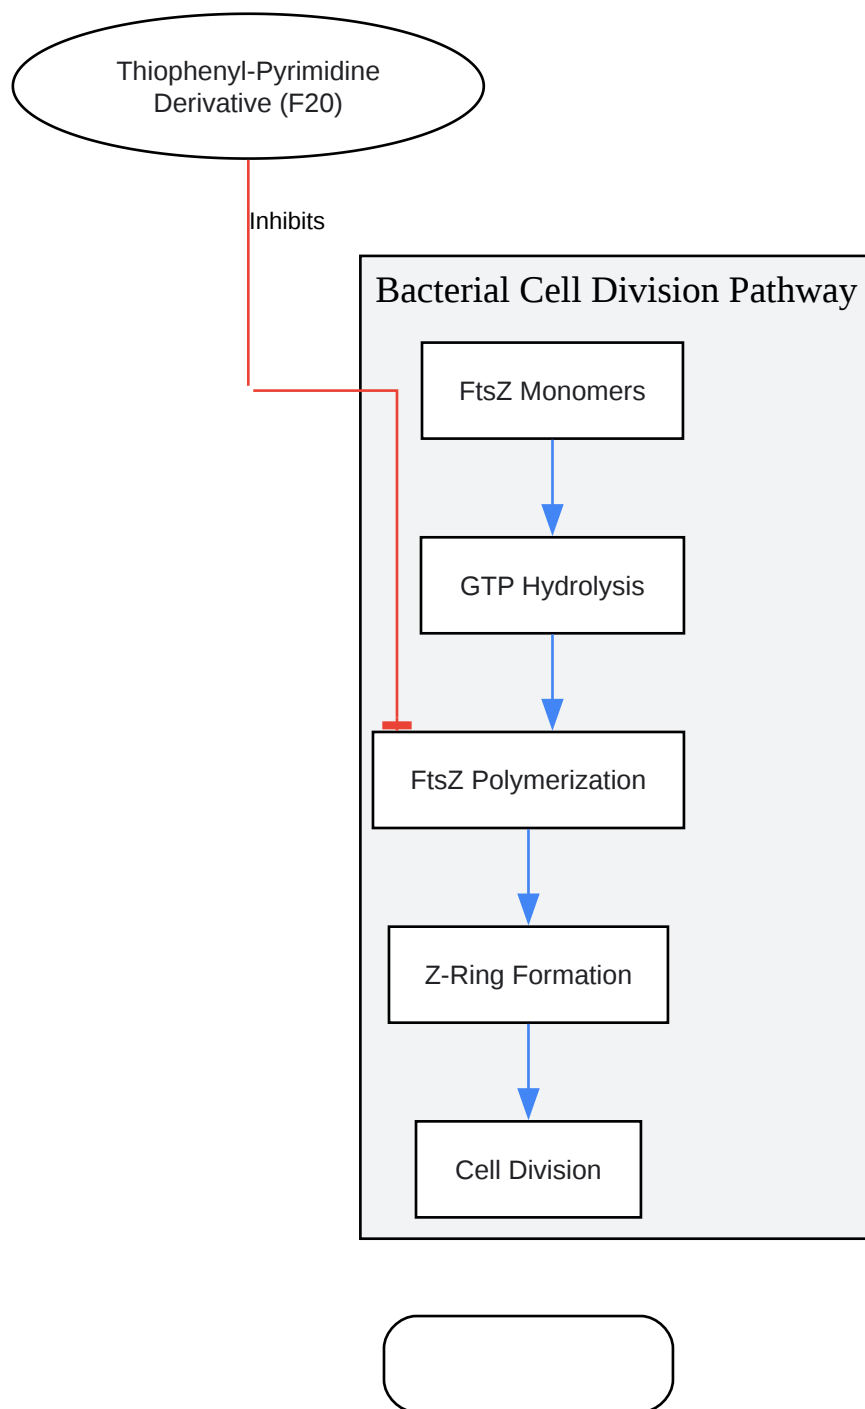 Thiophenyl-Pyrimidine
Derivative (F20)
Inhibits
Bacterial Cell Division Pathway
FtsZ Monomers
GTP Hydrolysis
FtsZ Polymerization
Z-Ring Formation
Cell Division